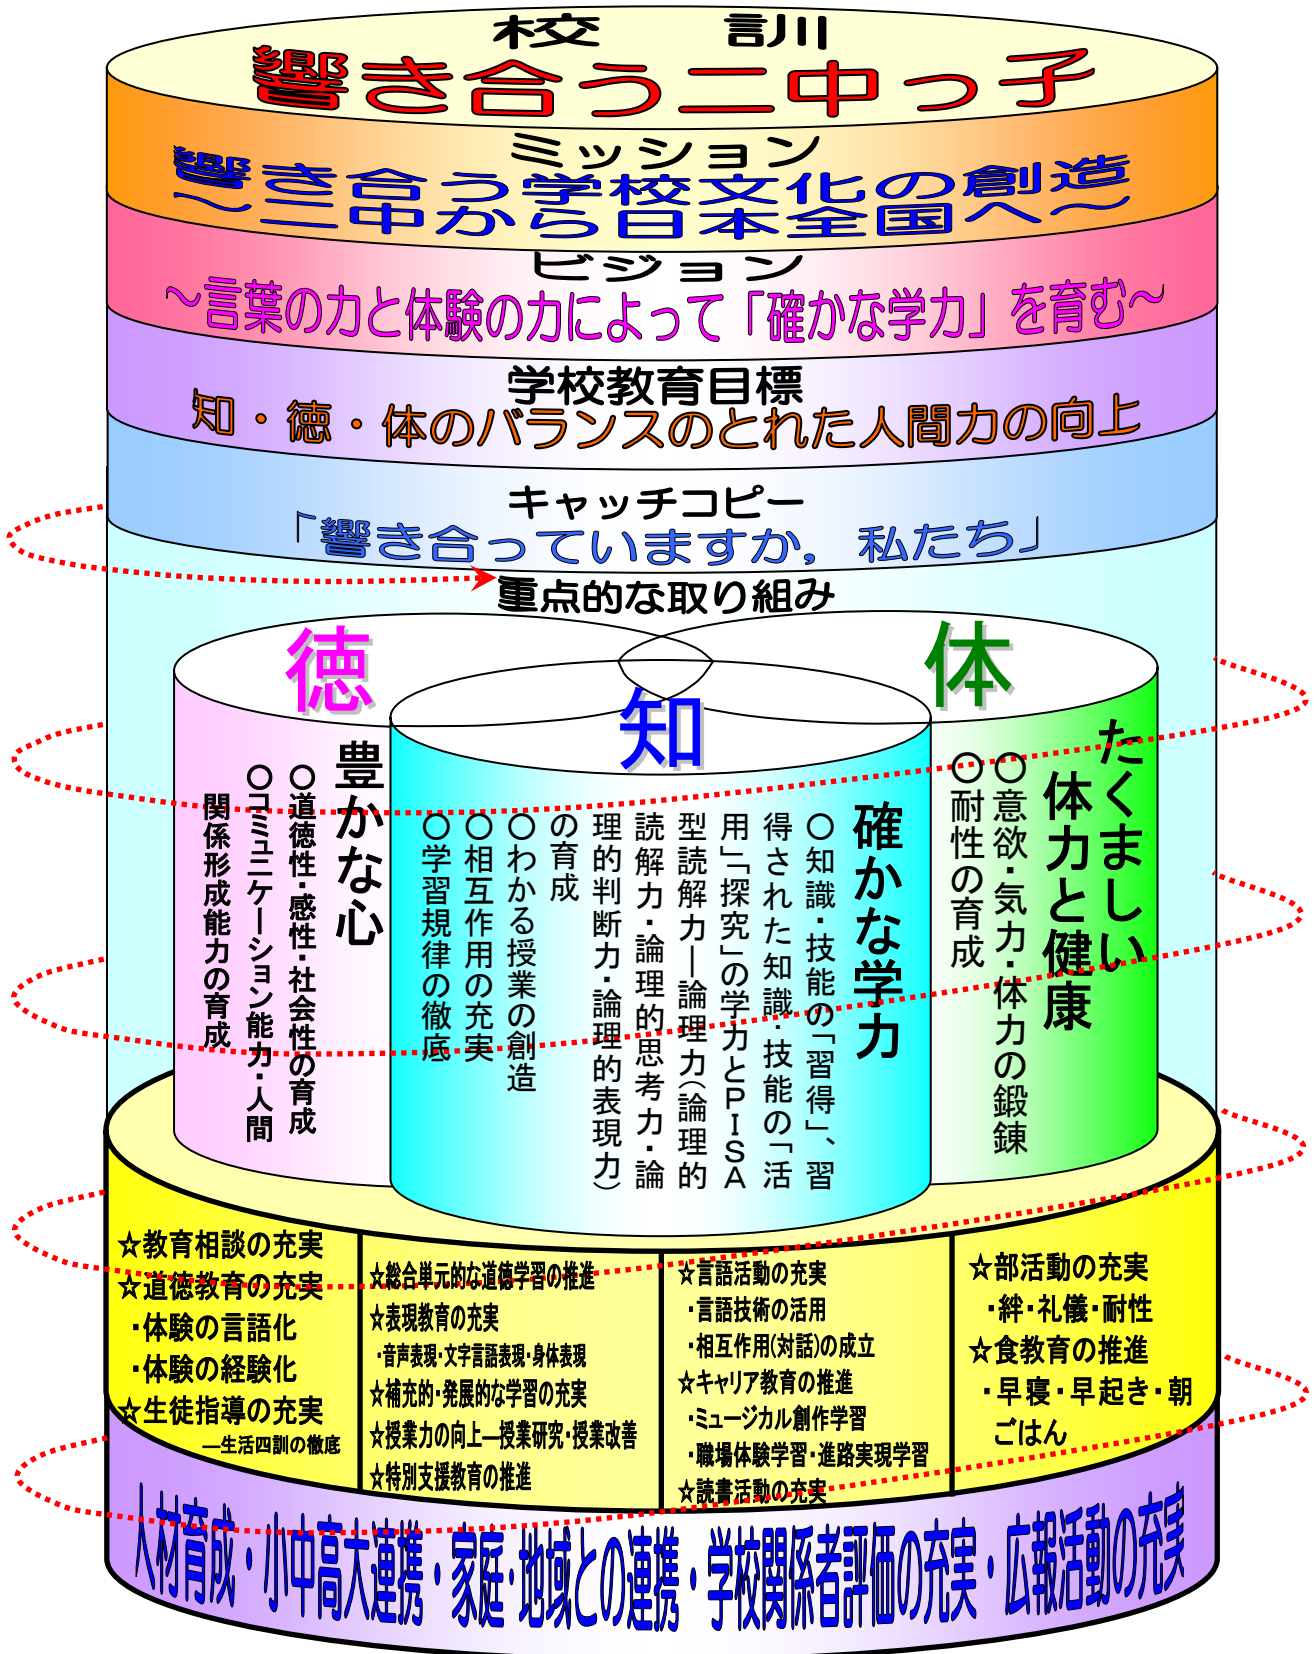 校　訓
響き合う二中っ子
ミッション
響き合う学校文化の創造
～二中から日本全国へ～
ビジョン
～言葉の力と体験の力によって「確かな学力」を育む～
学校教育目標
知・徳・体のバランスのとれた人間力の向上
キャッチコピー
「響き合っていますか，私たち」
重点的な取り組み
徳
体
知
たくましい
体力と健康
○意欲・気力・体力の鍛錬
○耐性の育成
確かな学力
○知識・技能の「習得」、習
得された知識・技能の「活
用」「探究」の学力とPISA
型読解力―論理力（論理的
読解力・論理的思考力・論
理的判断力・論理的表現力）
の育成
○わかる授業の創造
○相互作用の充実
○学習規律の徹底
豊かな心
○道徳性・感性・社会性の育成
○コミュニケーション能力・人間
関係形成能力の育成
☆教育相談の充実
☆道徳教育の充実
・体験の言語化
・体験の経験化
☆生徒指導の充実
―生活四訓の徹底
☆総合単元的な道徳学習の推進
☆表現教育の充実
・音声表現・文字言語表現・身体表現
☆補充的・発展的な学習の充実
☆授業力の向上―授業研究・授業改善
☆特別支援教育の推進
☆言語活動の充実
・言語技術の活用
・相互作用(対話)の成立
☆キャリア教育の推進
・ミュージカル創作学習
・職場体験学習・進路実現学習
☆読書活動の充実
☆部活動の充実
・絆・礼儀・耐性
☆食教育の推進
・早寝・早起き・朝
ごはん
人材育成・小中高大連携・家庭・地域との連携・学校関係者評価の充実・広報活動の充実